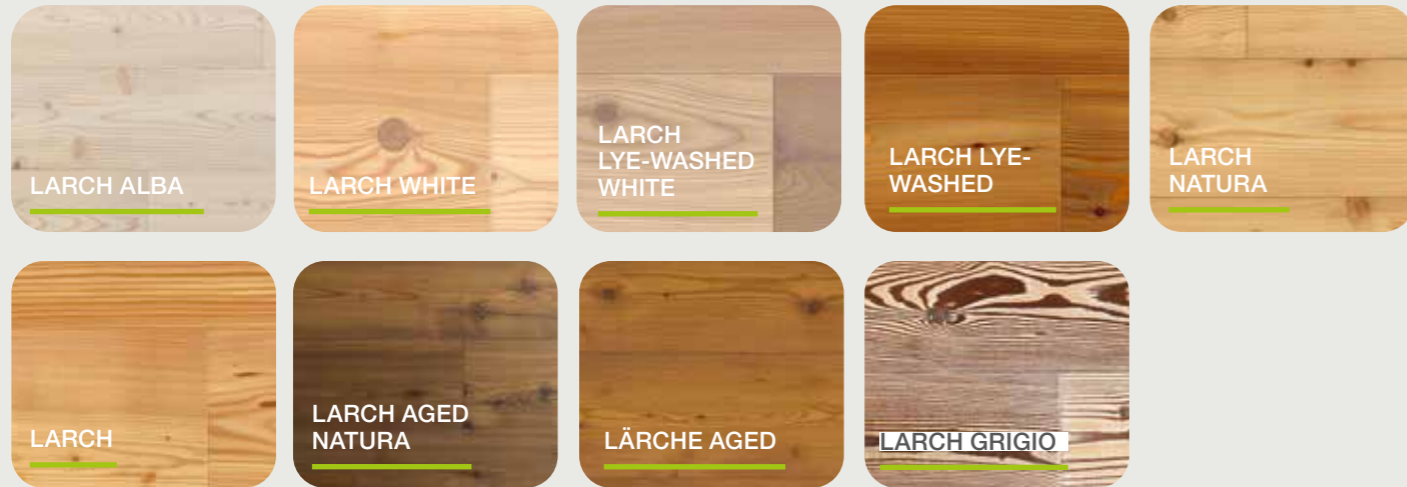 LARCH ALBA
LARCH WHITE
LARCH
LYE-WASHED
WHITE
LARCH LYE-
WASHED
LARCH
NATURA
LARCH
LARCH AGED
NATURA
LÄRCHE AGED
LARCH GRIGIO